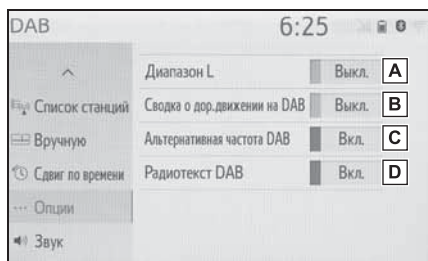 DAB 6:25
Диапазон L Выкл. A
Список станций Сводка о дор.движении на DAB Выкл. B
Вручную Альтернативная частота DAB Вкл. C
Сдвиг по времени Радиотекст DAB Вкл. D
Опции
Звук